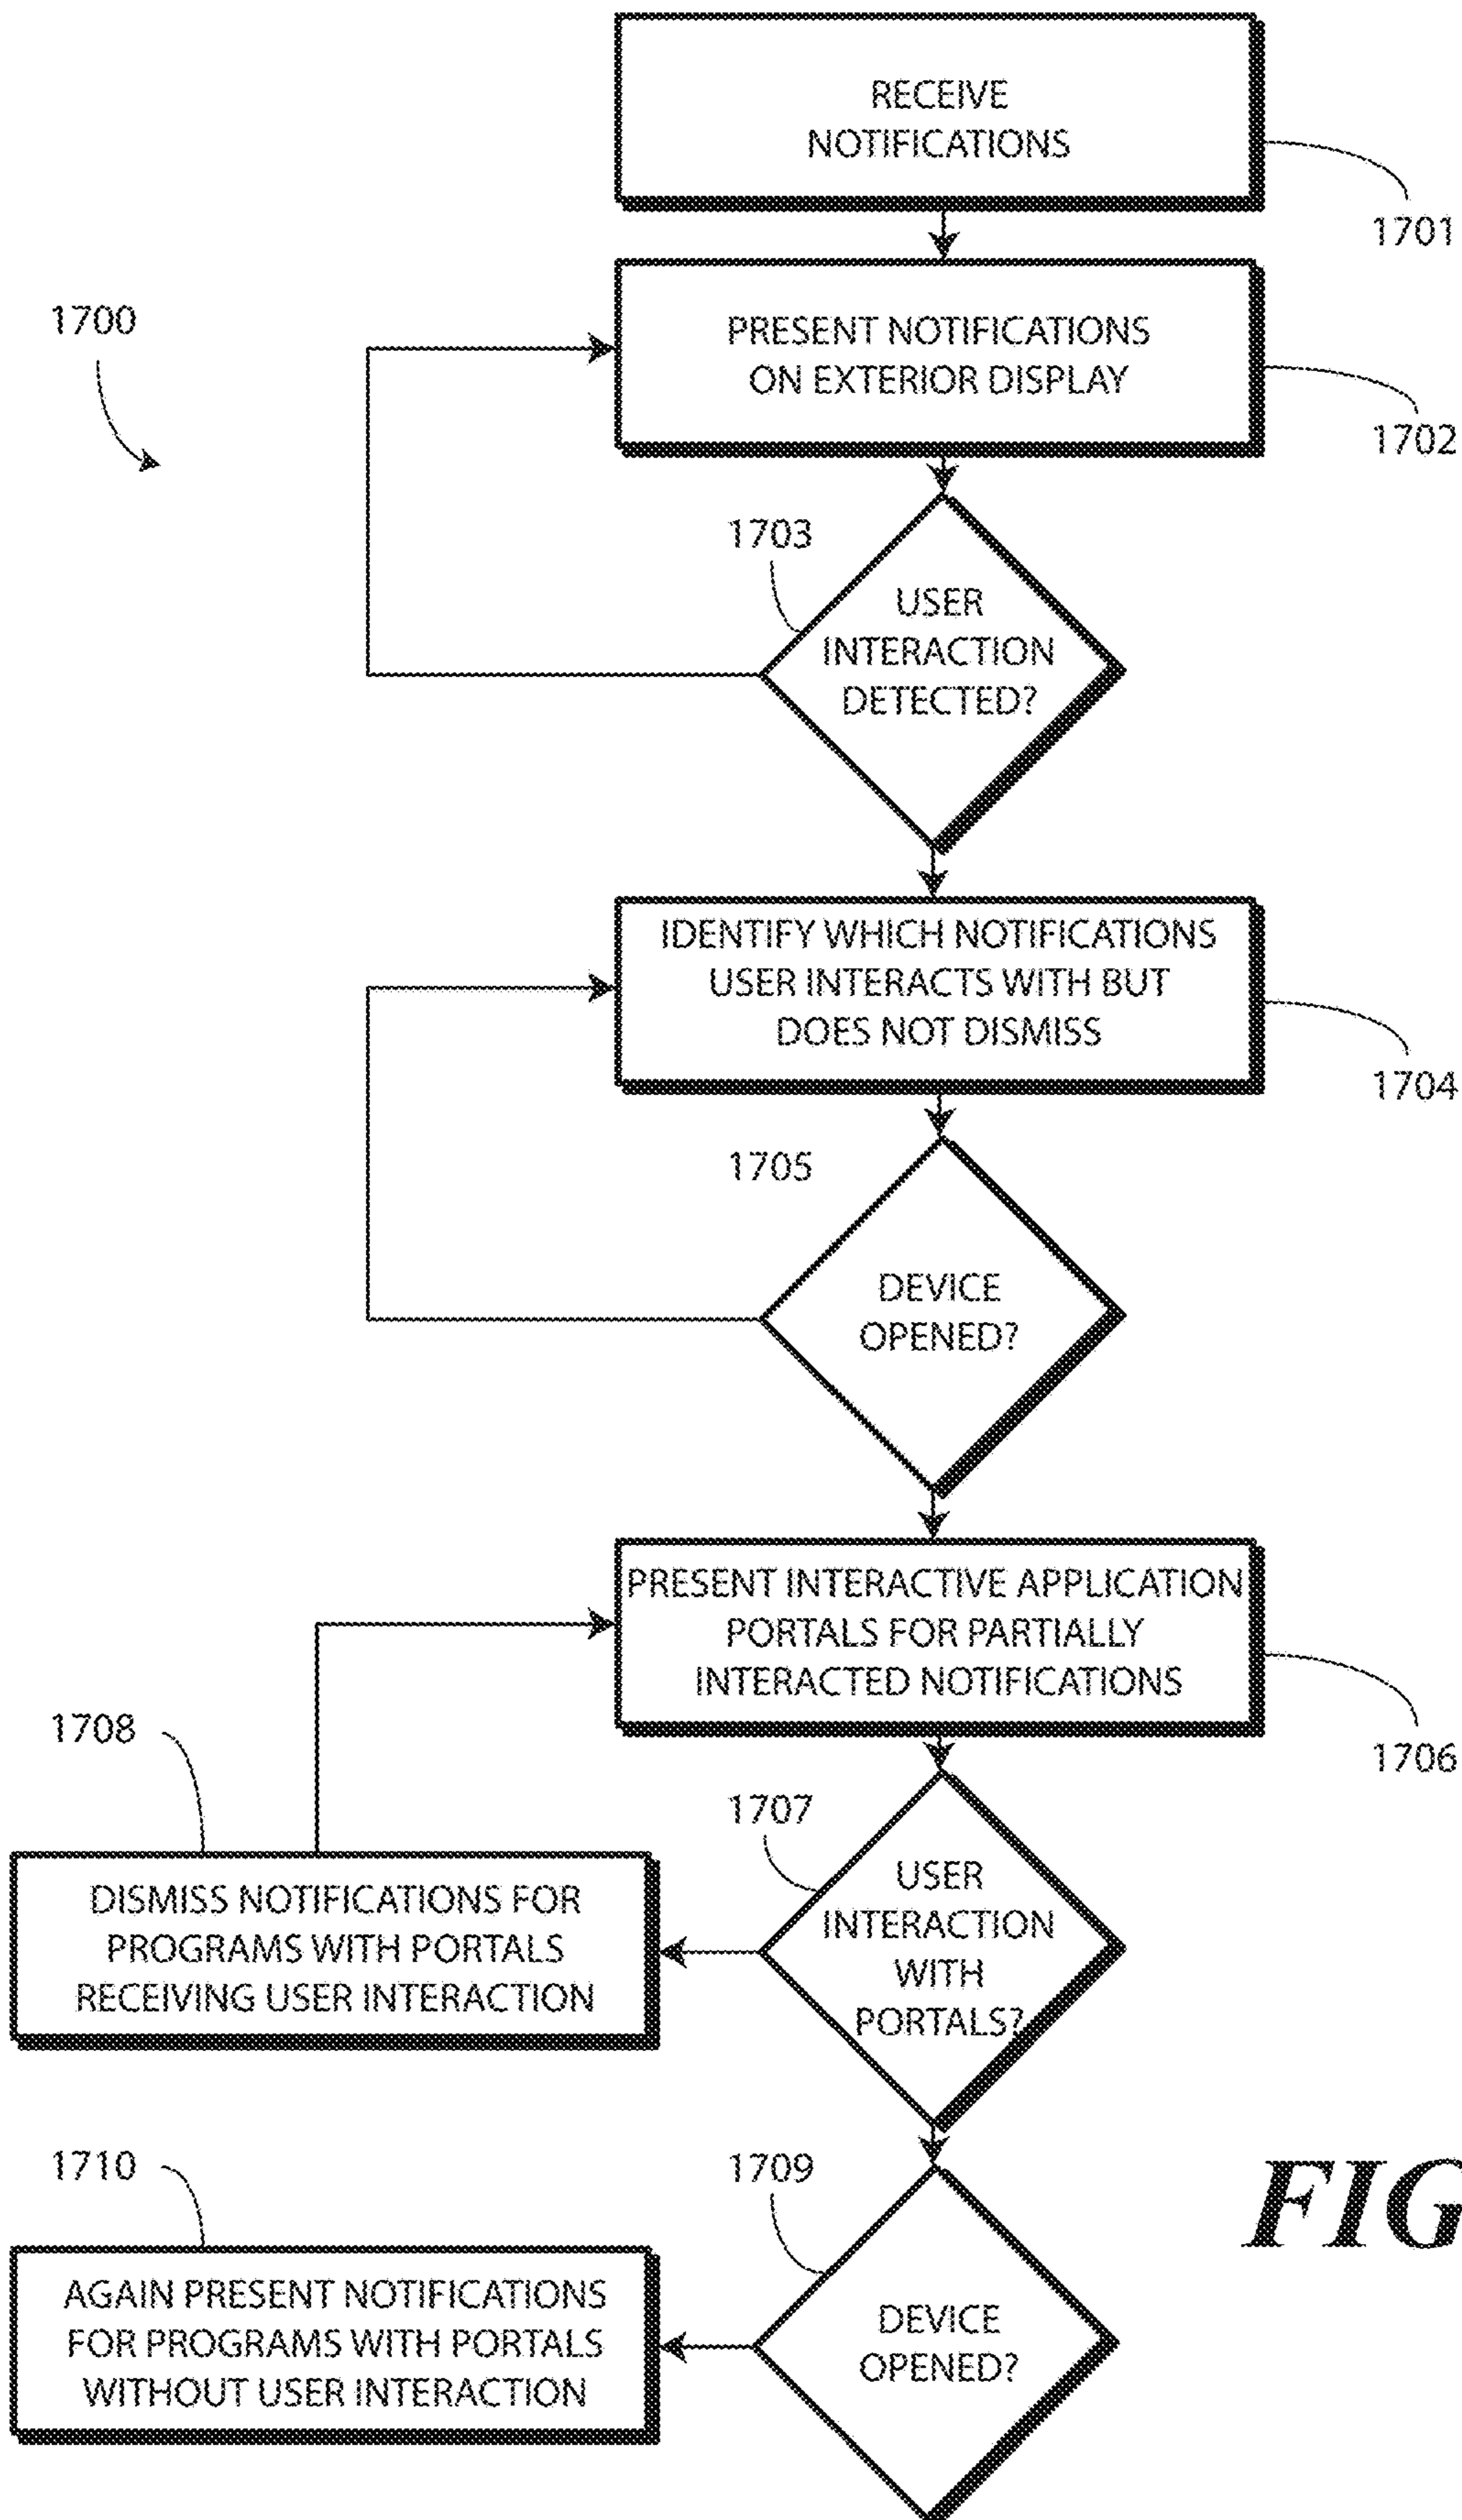 RECEIVE
NOTIFICATIONS
1701
1700
PRESENT NOTIFICATIONS
ON EXTERIOR DISPLAY
1702
1703
USER
INTERACTION
DETECTED?
IDENTIFY WHICH NOTIFICATIONS
USER INTERACTS WITH BUT
DOES NOT DISMISS
1704
1705
DEVICE
OPENED?
PRESENT INTERACTIVE APPLICATION
PORTALS FOR PARTIALLY
INTERACTED NOTIFICATIONS
1706
1708
1707
USER
INTERACTION
WITH
PORTALS?
DISMISS NOTIFICATIONS FOR
PROGRAMS WITH PORTALS
RECEIVING USER INTERACTION
1710
1709
FIG
AGAIN PRESENT NOTIFICATIONS
FOR PROGRAMS WITH PORTALS
WITHOUT USER INTERACTION
DEVICE
OPENED?